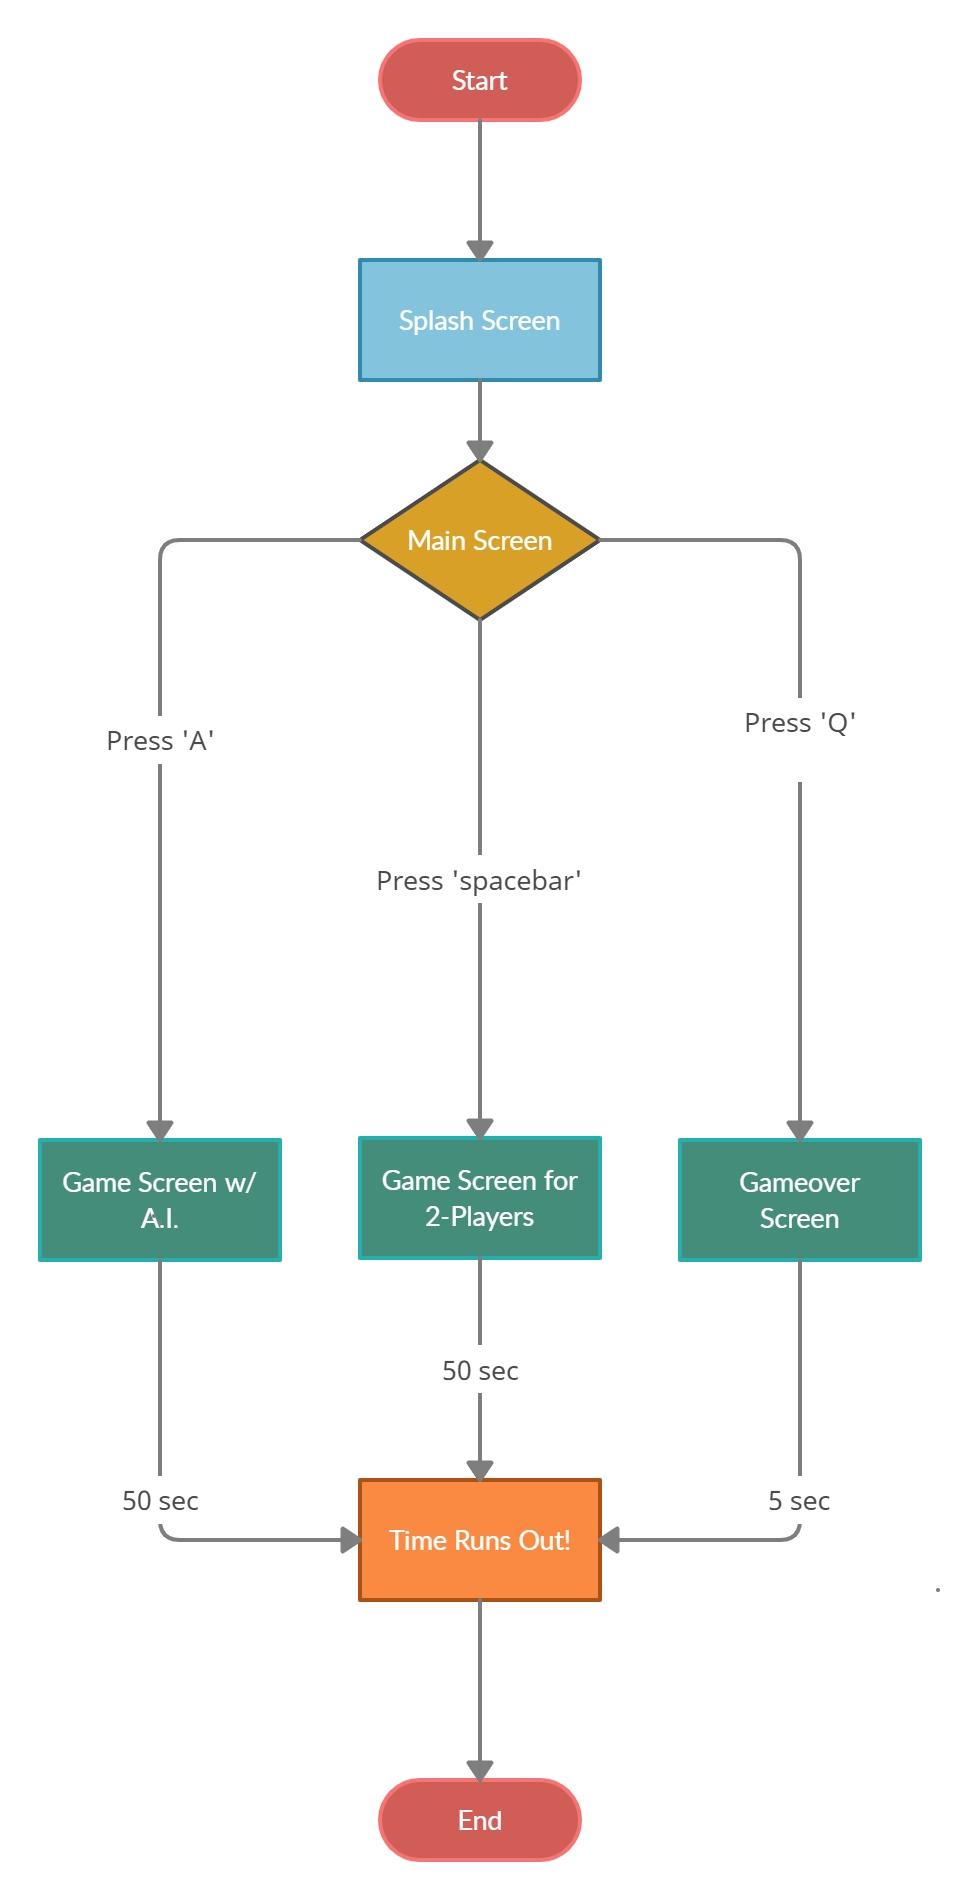 Start
Splash Screen
Main Screen
Press 'A'
Press 'Q'
Press 'spacebar'
Game Screen w/
A.I.
Game Screen for
2-Players
Gameover
Screen
50 sec
50 sec
5 sec
Time Runs Out!
End